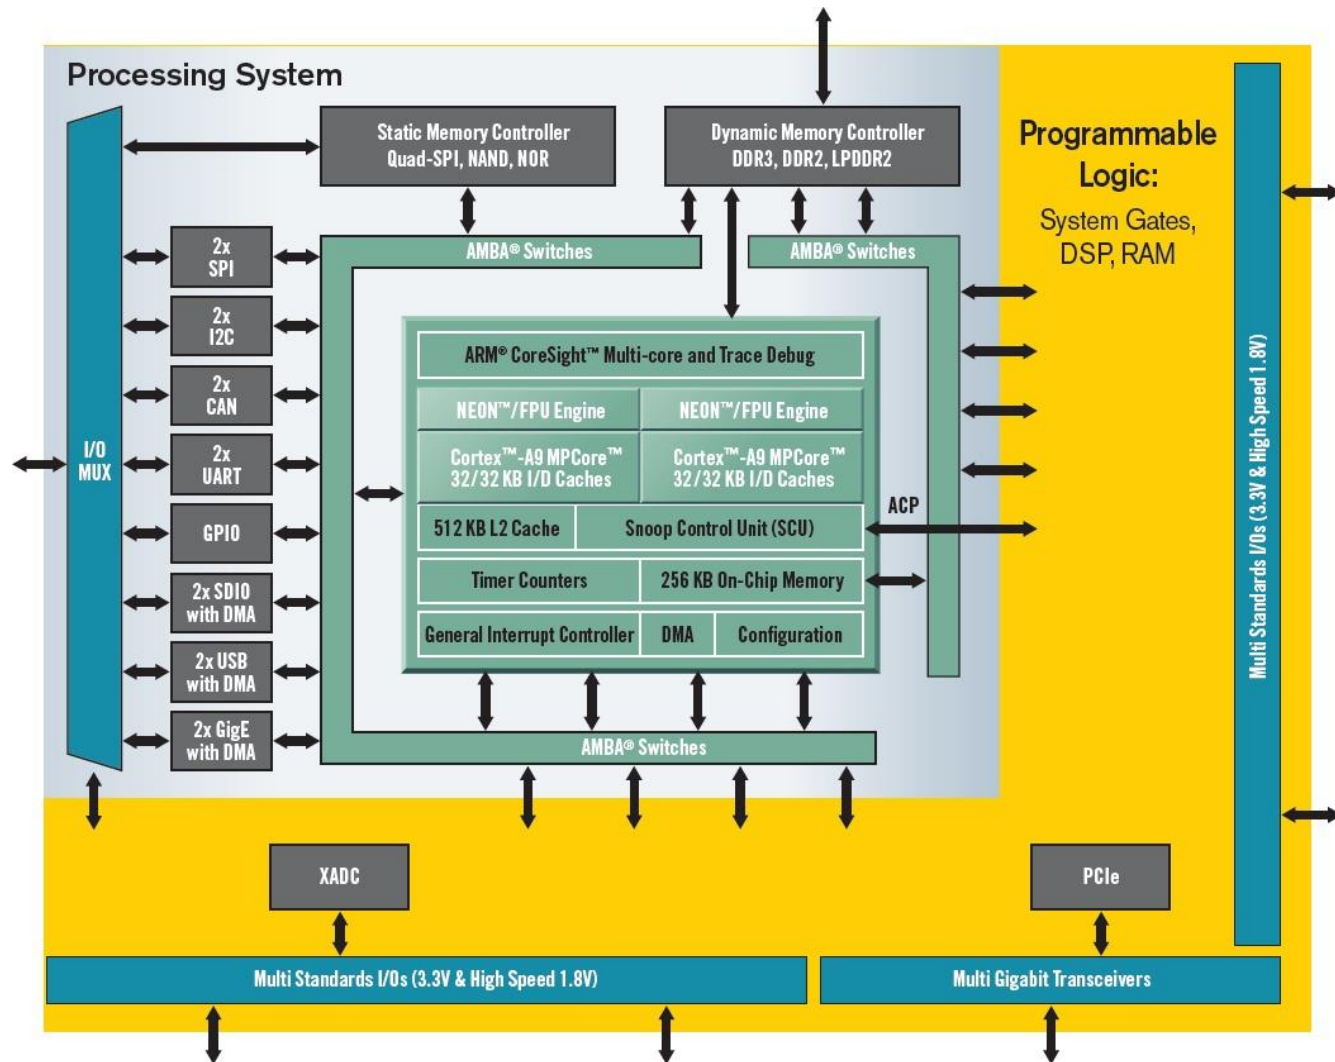 Processing System
Static Memory Controller
Quad-SPI, NAND, NOR
Dynamic Memory Controller
DDR3, DDR2, LPDDR2
Programmable
Logic:
System Gates,
DSP, RAM
AMBA® Switches
AMBA® Switches
I/O
MUX
2x
SPI
2x
I2C
2x
CAN
2x
UART
GPIO
2x SDIO
with DMA
2x USB
with DMA
2x GigE
with DMA
ARM® CoreSight™ Multi-core and Trace Debug
NEON™/FPU Engine
NEON™/FPU Engine
Cortex™-A9 MPCore™
32/32 KB I/D Caches
Cortex™-A9 MPCore™
32/32 KB I/D Caches
512 KB L2 Cache
Snoop Control Unit (SCU)
ACP
Timer Counters
256 KB On-Chip Memory
General Interrupt Controller
DMA
Configuration
AMBA® Switches
Multi Standards I/Os (3.3V & High Speed 1.8V)
XADC
PCIe
Multi Standards I/Os (3.3V & High Speed 1.8V)
Multi Gigabit Transceivers